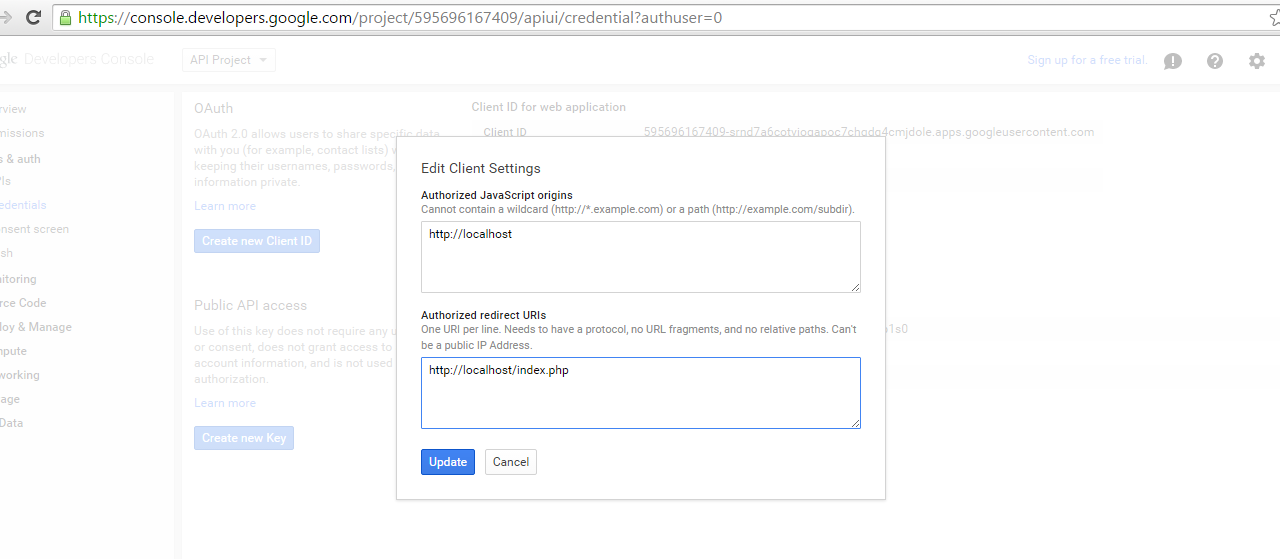 https://console.developers.google.com/project/595696167409/apiui/credential?authuser=0
gle Developers Console
API Project
Sign up for a free trial.
rview
missions
s & auth
PIs
edentials
nsent screen
sh
nitoring
rce Code
loy & Manage
mpute
working
age
Data
OAuth
OAuth 2.0 allows users to share specific data
with you (for example, contact lists) w
keeping their usernames, passwords,
information private.
Learn more
Create new Client ID
Public API access
Use of this key does not require any u
or consent, does not grant access to
account information, and is not used
authorization.
Learn more
Create new Key
Client ID for web application
Client ID
Edit Client Settings
Authorized JavaScript origins
Cannot contain a wildcard (http://*.example.com) or a path (http://example.com/subdir).
http://localhost
Authorized redirect URIs
One URI per line. Needs to have a protocol, no URL fragments, and no relative paths. Can't
be a public IP Address.
http://localhost/index.php
Update
Cancel